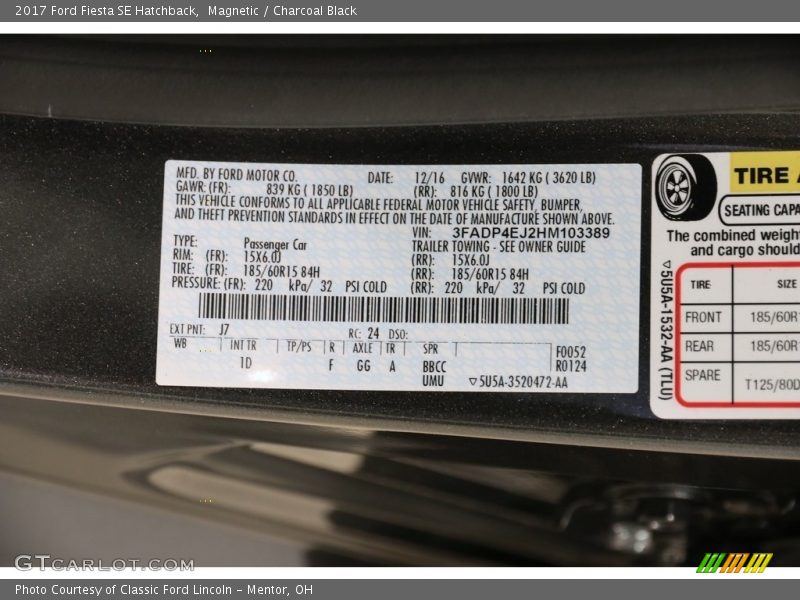 2017 Ford Fiesta SE Hatchback, Magnetic / Charcoal Black
MFD. BY FORD MOTOR CO. DATE: 12/16 GVWR: 1642 KG ( 3620 LB)
GAWR: (FR): 839 KG ( 1850 LB) (RR): 816 KG ( 1800 LB)
THIS VEHICLE CONFORMS TO ALL APPLICABLE FEDERAL MOTOR VEHICLE SAFETY, BUMPER,
AND THEFT PREVENTION STANDARDS IN EFFECT ON THE DATE OF MANUFACTURE SHOWN ABOVE.
VIN: 3FADP4EJ2HM103389
TYPE: Passenger Car TRAILER TOWING - SEE OWNER GUIDE
RIM: (FR): 15X6.0J (RR): 15X6.0J
TIRE: (FR): 185/60R15 84H (RR): 185/60R15 84H
PRESSURE: (FR): 220 kPa/ 32 PSI COLD (RR): 220 kPa/ 32 PSI COLD
EXT PNT: J7 RC: 24 DSO:
WB INT TR TP/PS R AXLE TR SPR F0052
1D F GG A BBCC R0124
UMU ▽5U5A-3520472-AA
TIRE A
SEATING CAPA
The combined weight
and cargo should
▽5U5A-1532-AA (TLU)
TIRE SIZE
FRONT 185/60R1
REAR 185/60R1
SPARE T125/80D
GTCARLOT.COM
Photo Courtesy of Classic Ford Lincoln - Mentor, OH